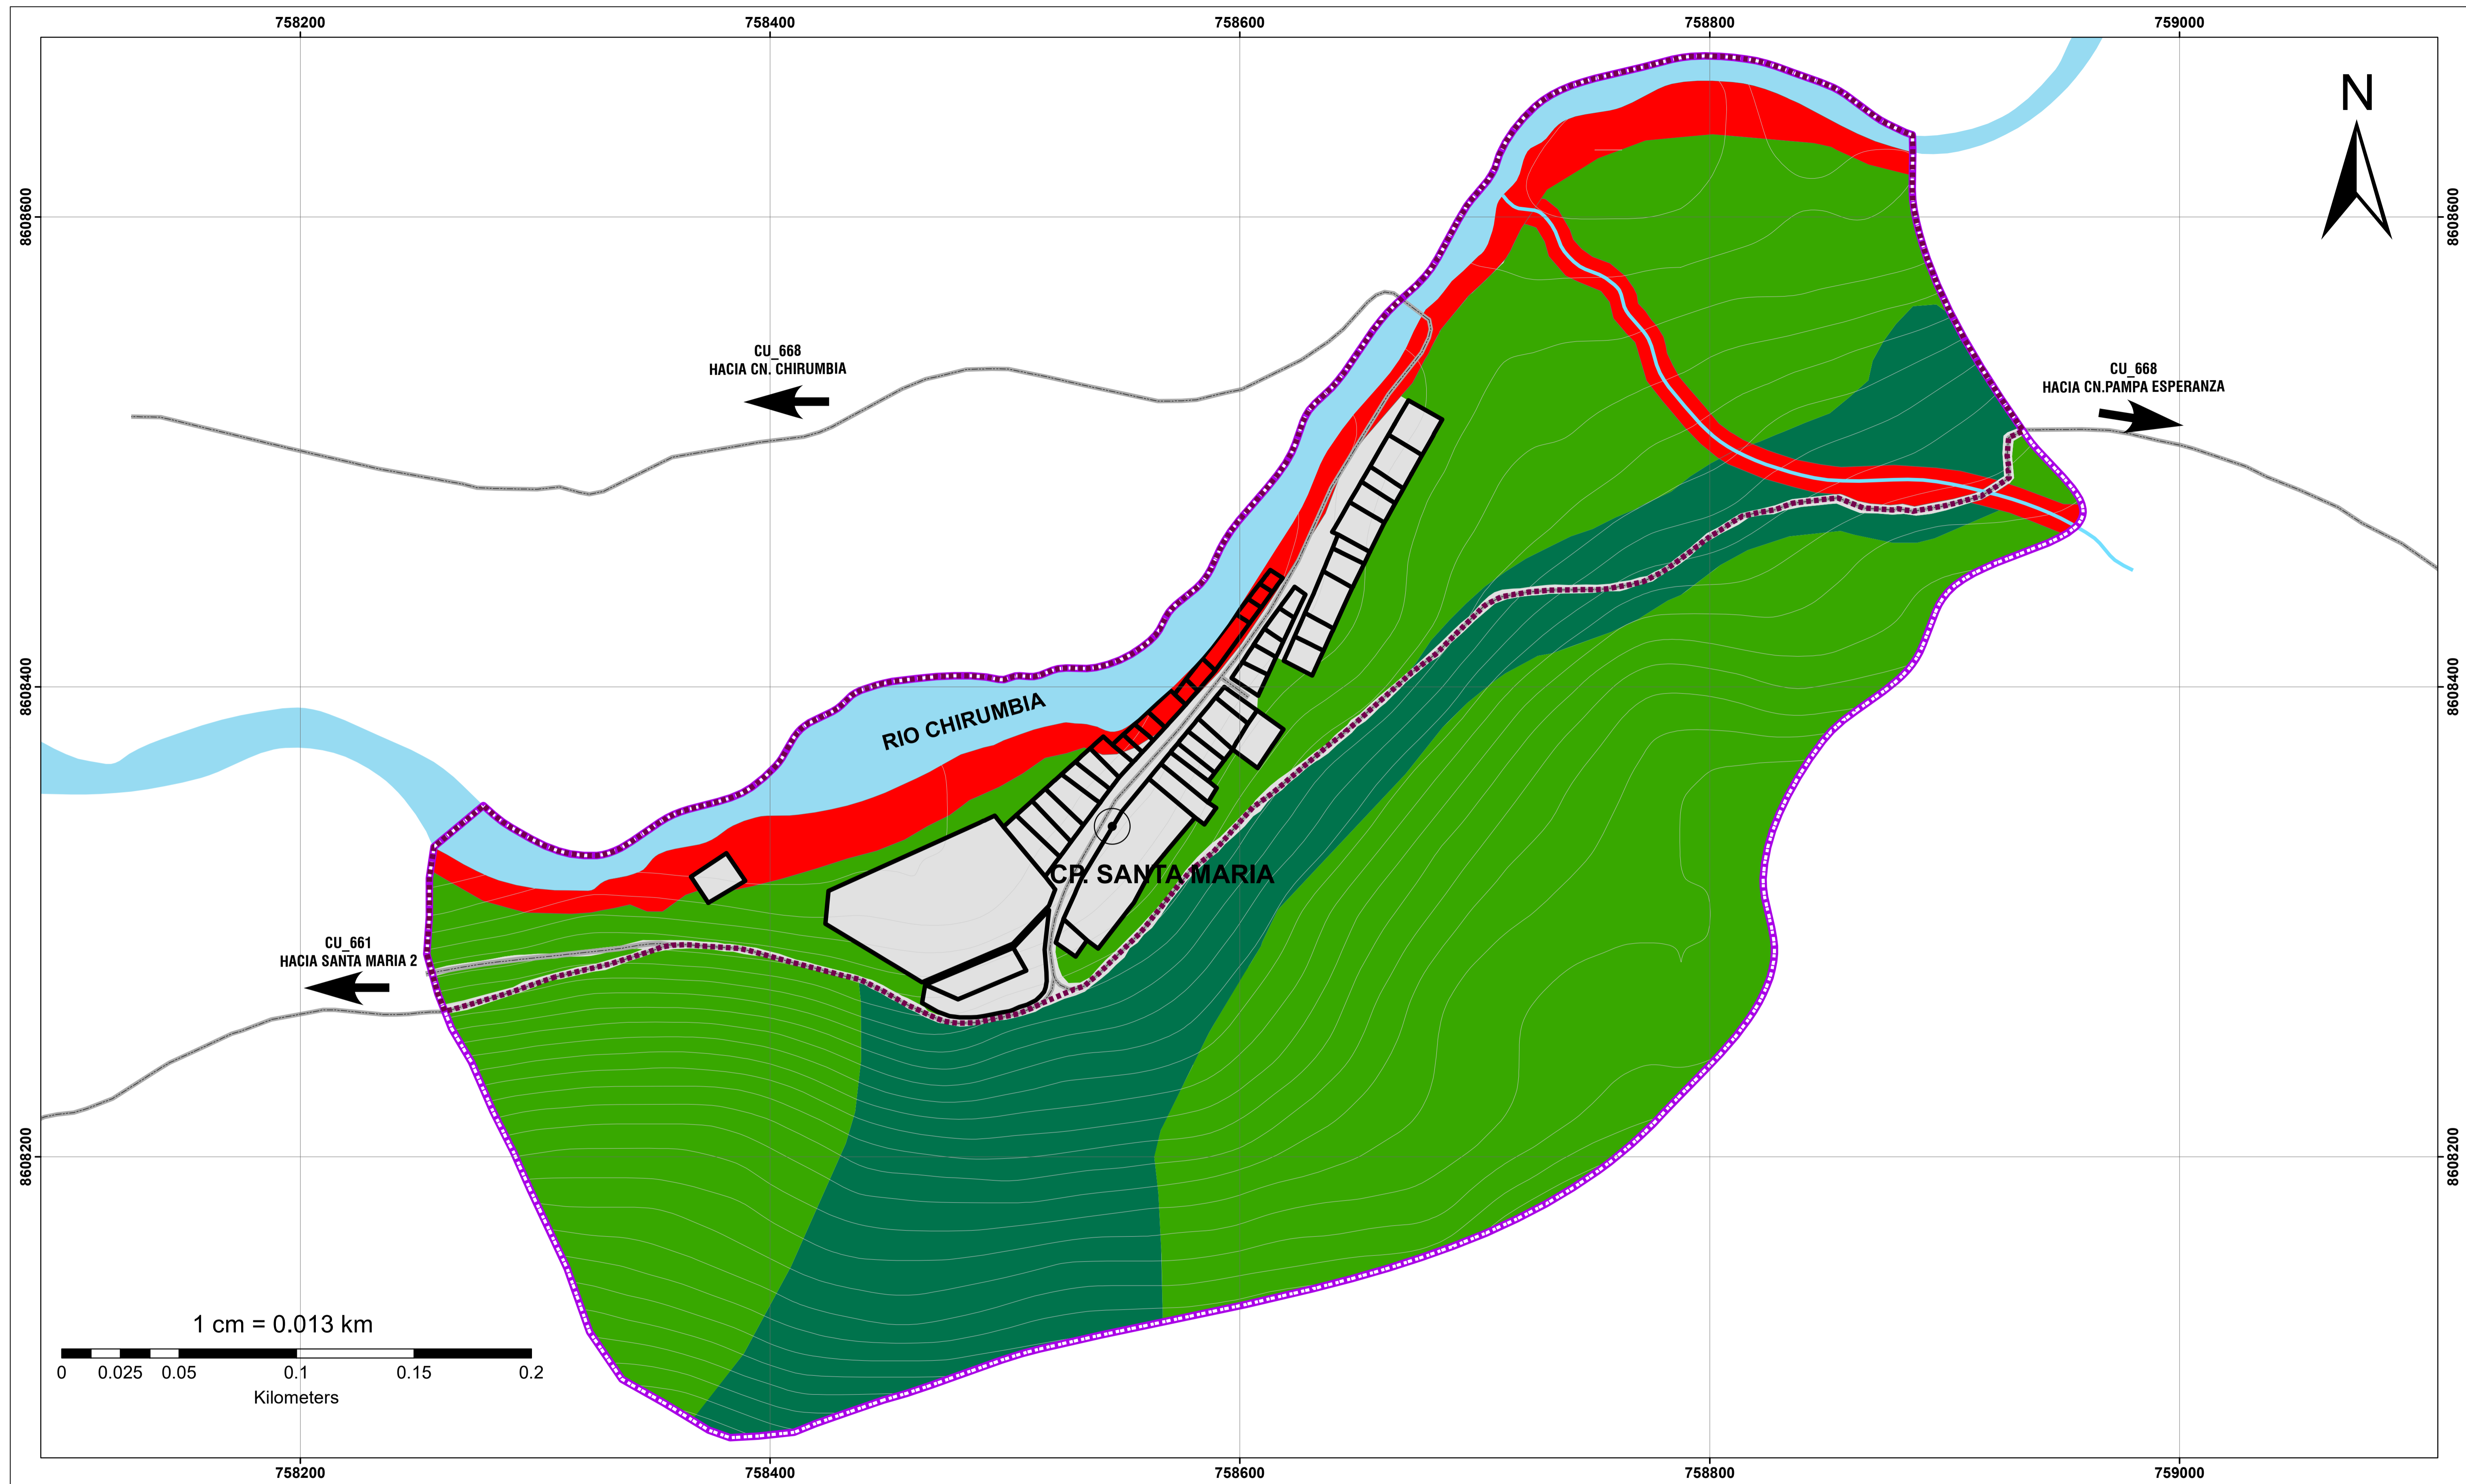 758200 758400 758600 758800 759000
N
8608600 8608600
CU_668
HACIA CN. CHIRUMBIA
CU_668
HACIA CN.PAMPA ESPERANZA
8608400 8608400
RIO CHIRUMBIA
CP. SANTA MARIA
CU_661
HACIA SANTA MARIA 2
8608200 8608200
1 cm = 0.013 km
0 0.025 0.05 0.1 0.15 0.2
Kilometers
758200 758400 758600 758800 759000